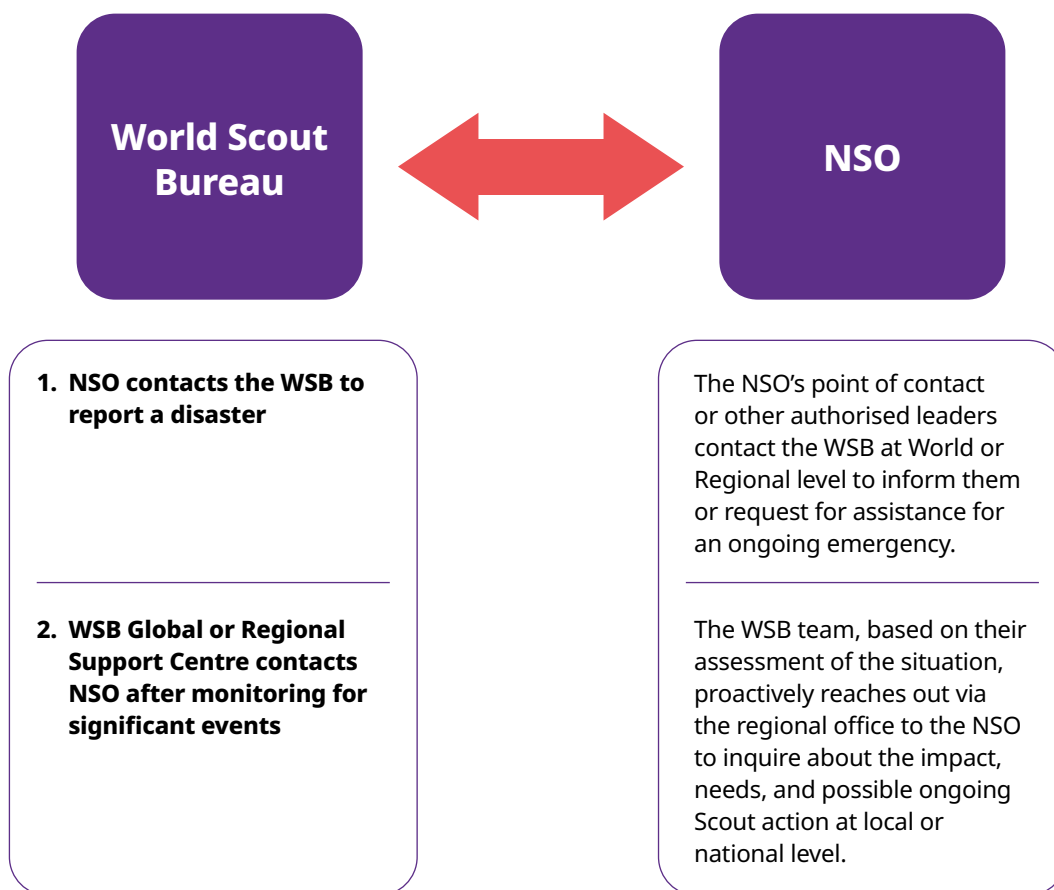 World Scout
Bureau
NSO
1. NSO contacts the WSB to
report a disaster
The NSO’s point of contact
or other authorised leaders
contact the WSB at World or
Regional level to inform them
or request for assistance for
an ongoing emergency.
2. WSB Global or Regional
Support Centre contacts
NSO after monitoring for
significant events
The WSB team, based on their
assessment of the situation,
proactively reaches out via
the regional office to the NSO
to inquire about the impact,
needs, and possible ongoing
Scout action at local or
national level.